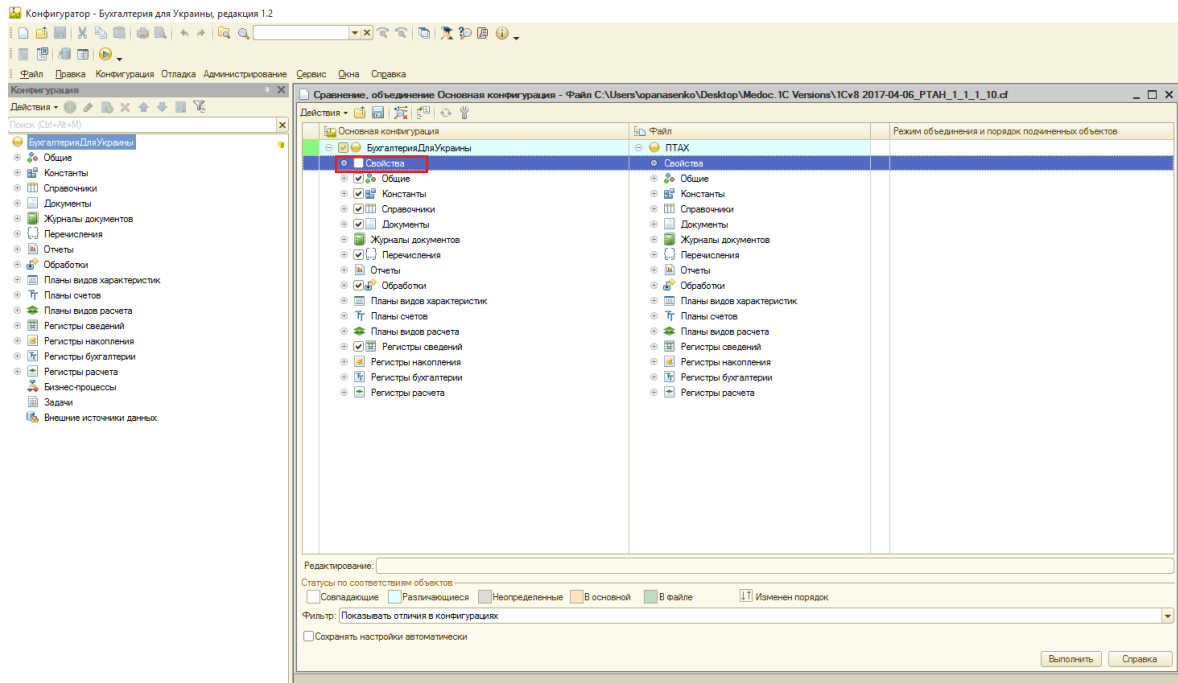 Конфигуратор - Бухгалтерия для Украины, редакция 1.2
Файл Правка Конфигурация Отладка Администрирование Сервис Окна Справка
Конфигурация
Действия
Поиск (Ctrl+Alt+M)
БухгалтерияДляУкраины
Общие
Константы
Справочники
Документы
Журналы документов
Перечисления
Отчеты
Обработки
Планы видов характеристик
Планы счетов
Планы видов расчета
Регистры сведений
Регистры накопления
Регистры бухгалтерии
Регистры расчета
Бизнес-процессы
Задачи
Внешние источники данных
Сравнение, объединение Основная конфигурация - Файл C:\Users\opanasenko\Desktop\Medoc.1C Versions\1Cv8 2017-04-06_PTAH_1_1_1_10.cf
Действия
Основная конфигурация Файл Режим объединения и порядок подчиненных объектов
БухгалтерияДляУкраины ПТАХ
Свойства Свойства
Общие Общие
Константы Константы
Справочники Справочники
Документы Документы
Журналы документов Журналы документов
Перечисления Перечисления
Отчеты Отчеты
Обработки Обработки
Планы видов характеристик Планы видов характеристик
Планы счетов Планы счетов
Планы видов расчета Планы видов расчета
Регистры сведений Регистры сведений
Регистры накопления Регистры накопления
Регистры бухгалтерии Регистры бухгалтерии
Регистры расчета Регистры расчета
Редактирование:
Статусы по соответствиям объектов
Совпадающие Различающиеся Неопределенные В основной В файле Изменен порядок
Фильтр: Показывать отличия в конфигурациях
Сохранять настройки автоматически
Выполнить Справка